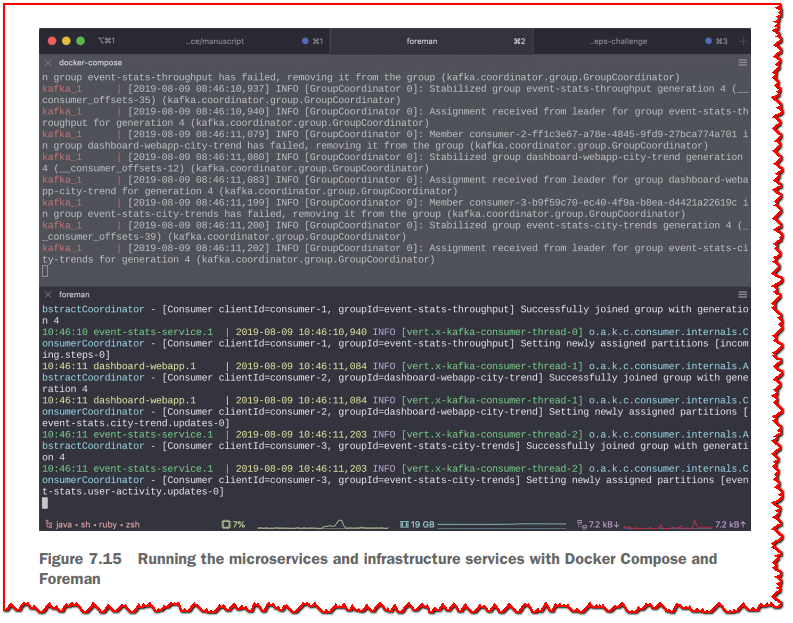 ⌥⌘1 ..ce/manuscript ⌘1 foreman ⌘2 ..eps-challenge ⌘3 +
docker-compose
n group event-stats-throughput has failed, removing it from the group (kafka.coordinator.group.GroupCoordinator)
kafka_1 | [2019-08-09 08:46:10,937] INFO [GroupCoordinator 0]: Stabilized group event-stats-throughput generation 4 (__
consumer_offsets-35) (kafka.coordinator.group.GroupCoordinator)
kafka_1 | [2019-08-09 08:46:10,940] INFO [GroupCoordinator 0]: Assignment received from leader for group event-stats-th
roughput for generation 4 (kafka.coordinator.group.GroupCoordinator)
kafka_1 | [2019-08-09 08:46:11,079] INFO [GroupCoordinator 0]: Member consumer-2-ff1c3e67-a78e-4845-9fd9-27bca774a701 i
n group dashboard-webapp-city-trend has failed, removing it from the group (kafka.coordinator.group.GroupCoordinator)
kafka_1 | [2019-08-09 08:46:11,080] INFO [GroupCoordinator 0]: Stabilized group dashboard-webapp-city-trend generation
4 (__consumer_offsets-12) (kafka.coordinator.group.GroupCoordinator)
kafka_1 | [2019-08-09 08:46:11,083] INFO [GroupCoordinator 0]: Assignment received from leader for group dashboard-weba
pp-city-trend for generation 4 (kafka.coordinator.group.GroupCoordinator)
kafka_1 | [2019-08-09 08:46:11,199] INFO [GroupCoordinator 0]: Member consumer-3-b9f59c70-ec40-4f9a-b8ea-d4421a22619c i
n group event-stats-city-trends has failed, removing it from the group (kafka.coordinator.group.GroupCoordinator)
kafka_1 | [2019-08-09 08:46:11,200] INFO [GroupCoordinator 0]: Stabilized group event-stats-city-trends generation 4 (_
_consumer_offsets-39) (kafka.coordinator.group.GroupCoordinator)
kafka_1 | [2019-08-09 08:46:11,202] INFO [GroupCoordinator 0]: Assignment received from leader for group event-stats-ci
ty-trends for generation 4 (kafka.coordinator.group.GroupCoordinator)
foreman
bstractCoordinator - [Consumer clientId=consumer-1, groupId=event-stats-throughput] Successfully joined group with generatio
n 4
10:46:10 event-stats-service.1 | 2019-08-09 10:46:10,940 INFO [vert.x-kafka-consumer-thread-0] o.a.k.c.consumer.internals.C
onsumerCoordinator - [Consumer clientId=consumer-1, groupId=event-stats-throughput] Setting newly assigned partitions [incom
ing.steps-0]
10:46:11 dashboard-webapp.1 | 2019-08-09 10:46:11,084 INFO [vert.x-kafka-consumer-thread-1] o.a.k.c.consumer.internals.A
bstractCoordinator - [Consumer clientId=consumer-2, groupId=dashboard-webapp-city-trend] Successfully joined group with gene
ration 4
10:46:11 dashboard-webapp.1 | 2019-08-09 10:46:11,084 INFO [vert.x-kafka-consumer-thread-1] o.a.k.c.consumer.internals.C
onsumerCoordinator - [Consumer clientId=consumer-2, groupId=dashboard-webapp-city-trend] Setting newly assigned partitions [
event-stats.city-trend.updates-0]
10:46:11 event-stats-service.1 | 2019-08-09 10:46:11,203 INFO [vert.x-kafka-consumer-thread-2] o.a.k.c.consumer.internals.A
bstractCoordinator - [Consumer clientId=consumer-3, groupId=event-stats-city-trends] Successfully joined group with generati
on 4
10:46:11 event-stats-service.1 | 2019-08-09 10:46:11,203 INFO [vert.x-kafka-consumer-thread-2] o.a.k.c.consumer.internals.C
onsumerCoordinator - [Consumer clientId=consumer-3, groupId=event-stats-city-trends] Setting newly assigned partitions [even
t-stats.user-activity.updates-0]
java • sh • ruby • zsh 7% 19 GB 7.2 kB↓ 7.2 kB↑
Figure 7.15 Running the microservices and infrastructure services with Docker Compose and
Foreman